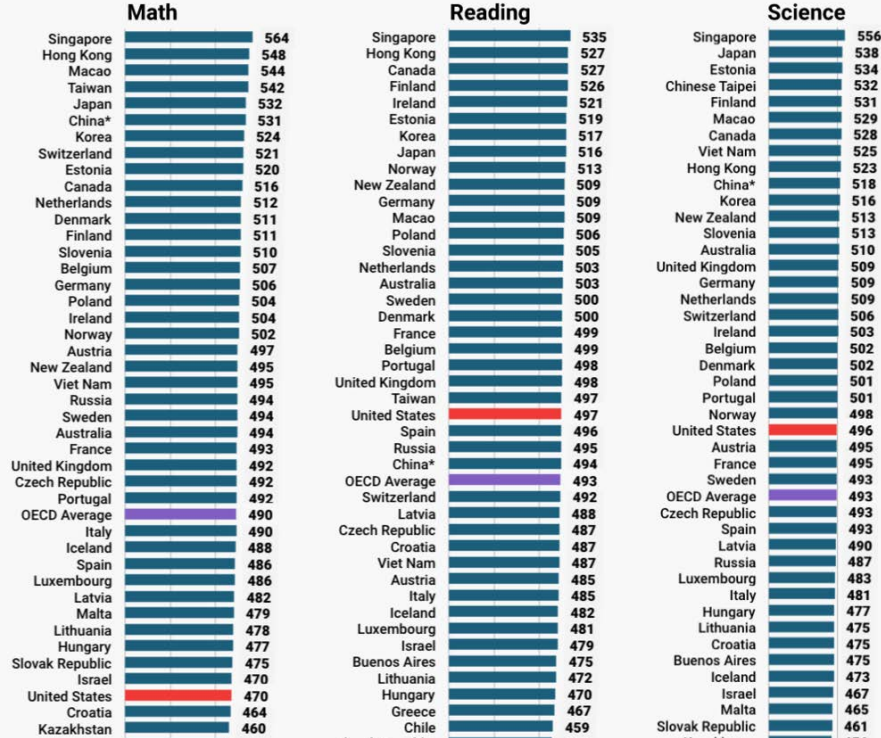 Math
Singapore 564
Hong Kong 548
Macao 544
Taiwan 542
Japan 532
China* 531
Korea 524
Switzerland 521
Estonia 520
Canada 516
Netherlands 512
Denmark 511
Finland 511
Slovenia 510
Belgium 507
Germany 506
Poland 504
Ireland 504
Norway 502
Austria 497
New Zealand 495
Viet Nam 495
Russia 494
Sweden 494
Australia 494
France 493
United Kingdom 492
Czech Republic 492
Portugal 492
OECD Average 490
Italy 490
Iceland 488
Spain 486
Luxembourg 486
Latvia 482
Malta 479
Lithuania 478
Hungary 477
Slovak Republic 475
Israel 470
United States 470
Croatia 464
Kazakhstan 460
Reading
Singapore 535
Hong Kong 527
Canada 527
Finland 526
Ireland 521
Estonia 519
Korea 517
Japan 516
Norway 513
New Zealand 509
Germany 509
Macao 509
Poland 506
Slovenia 505
Netherlands 503
Australia 503
Sweden 500
Denmark 500
France 499
Belgium 499
Portugal 498
United Kingdom 498
Taiwan 497
United States 497
Spain 496
Russia 495
China* 494
OECD Average 493
Switzerland 492
Latvia 488
Czech Republic 487
Croatia 487
Viet Nam 487
Austria 485
Italy 485
Iceland 482
Luxembourg 481
Israel 479
Buenos Aires 475
Lithuania 472
Hungary 470
Greece 467
Chile 459
Science
Singapore 556
Japan 538
Estonia 534
Chinese Taipei 532
Finland 531
Macao 529
Canada 528
Viet Nam 525
Hong Kong 523
China* 518
Korea 516
New Zealand 513
Slovenia 513
Australia 510
United Kingdom 509
Germany 509
Netherlands 509
Switzerland 506
Ireland 503
Belgium 502
Denmark 502
Poland 501
Portugal 501
Norway 498
United States 496
Austria 495
France 495
Sweden 493
OECD Average 493
Czech Republic 493
Spain 493
Latvia 490
Russia 487
Luxembourg 483
Italy 481
Hungary 477
Lithuania 475
Croatia 475
Buenos Aires 475
Iceland 473
Israel 467
Malta 465
Slovak Republic 461